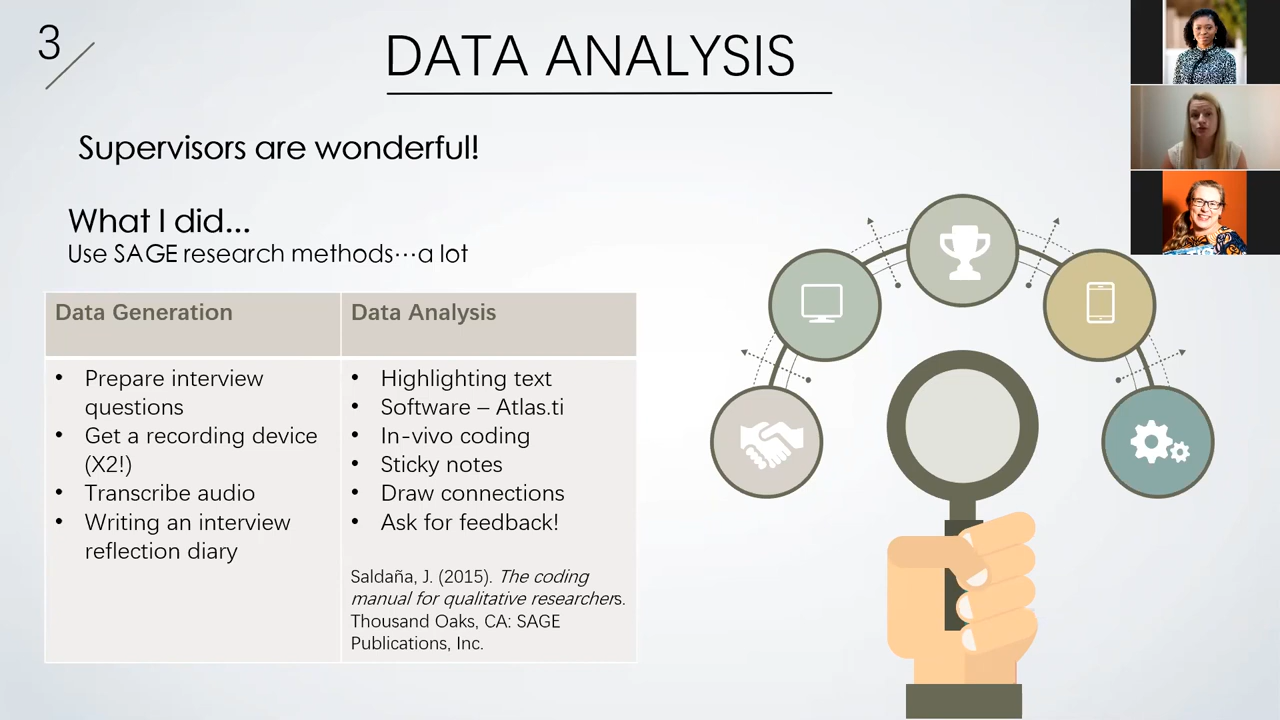 3
DATA ANALYSIS
Supervisors are wonderful!
What I did...
Use SAGE research methods…a lot
Data Generation
• Prepare interview
questions
• Get a recording device
(X2!)
• Transcribe audio
• Writing an interview
reflection diary
Data Analysis
• Highlighting text
• Software – Atlas.ti
• In-vivo coding
• Sticky notes
• Draw connections
• Ask for feedback!
Saldaña, J. (2015). The coding
manual for qualitative researchers.
Thousand Oaks, CA: SAGE
Publications, Inc.